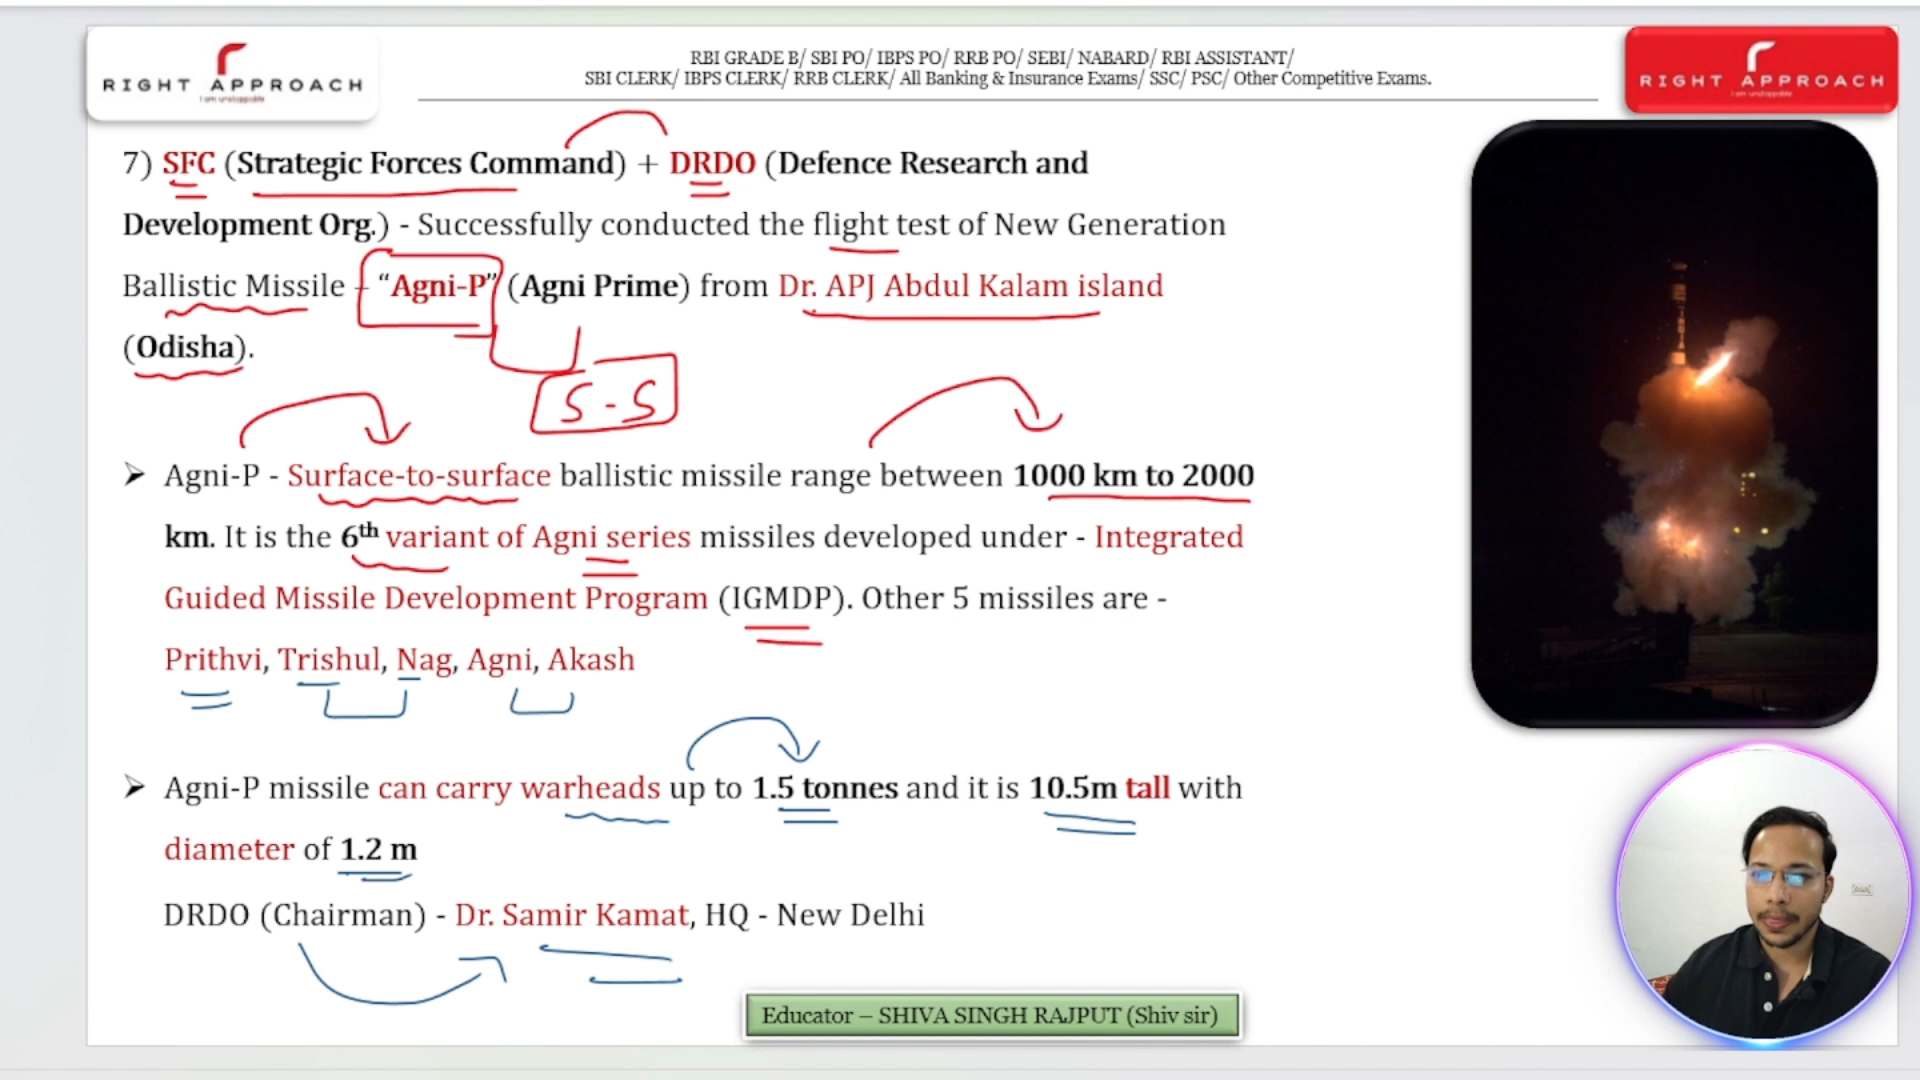 RIGHT APPROACH
I am unstoppable
RBI GRADE B/ SBI PO/ IBPS PO/ RRB PO/ SEBI/ NABARD/ RBI ASSISTANT/
SBI CLERK/ IBPS CLERK/ RRB CLERK/ All Banking & Insurance Exams/ SSC/ PSC/ Other Competitive Exams.
RIGHT APPROACH
I am unstoppable
7) SFC (Strategic Forces Command) + DRDO (Defence Research and
Development Org.) - Successfully conducted the flight test of New Generation
Ballistic Missile - “Agni-P” (Agni Prime) from Dr. APJ Abdul Kalam island
(Odisha).
S - S
➤ Agni-P - Surface-to-surface ballistic missile range between 1000 km to 2000
km. It is the 6th variant of Agni series missiles developed under - Integrated
Guided Missile Development Program (IGMDP). Other 5 missiles are -
Prithvi, Trishul, Nag, Agni, Akash
➤ Agni-P missile can carry warheads up to 1.5 tonnes and it is 10.5m tall with
diameter of 1.2 m
DRDO (Chairman) - Dr. Samir Kamat, HQ - New Delhi
Educator – SHIVA SINGH RAJPUT (Shiv sir)